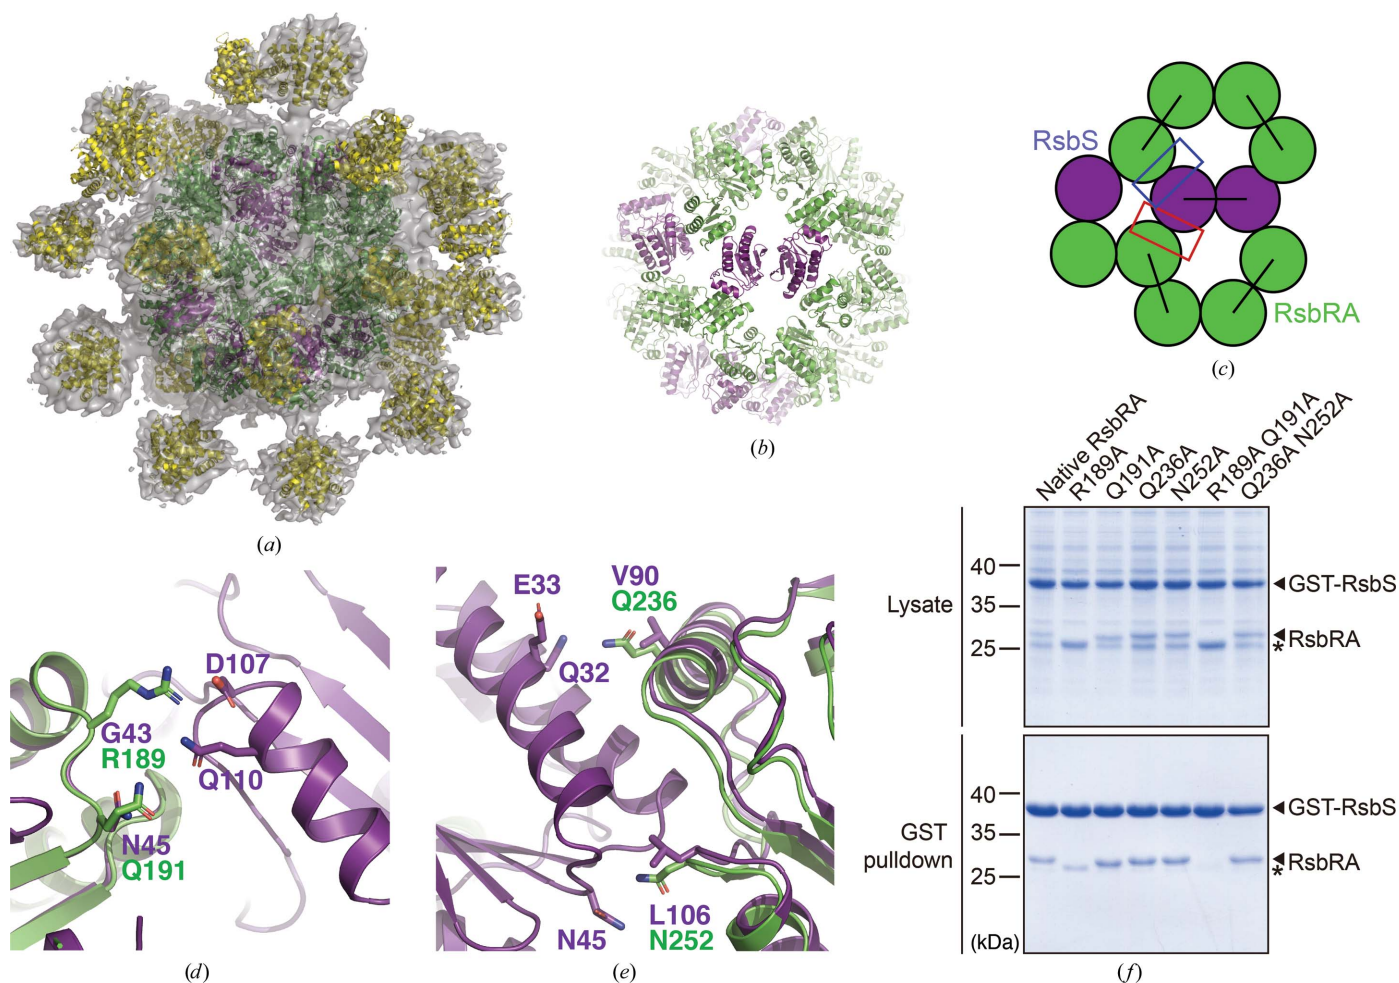 (a)
(b)
RsbS
RsbRA
(c)
G43
R189
N45
Q191
D107
Q110
(d)
E33
Q32
V90
Q236
N45
L106
N252
(e)
Native RsbRA
R189A
Q191A
Q236A
N252A
R189A Q191A
Q236A N252A
Lysate
40
35
25
GST-RsbS
RsbRA
*
GST
pulldown
40
35
25
(kDa)
GST-RsbS
RsbRA
*
(f)